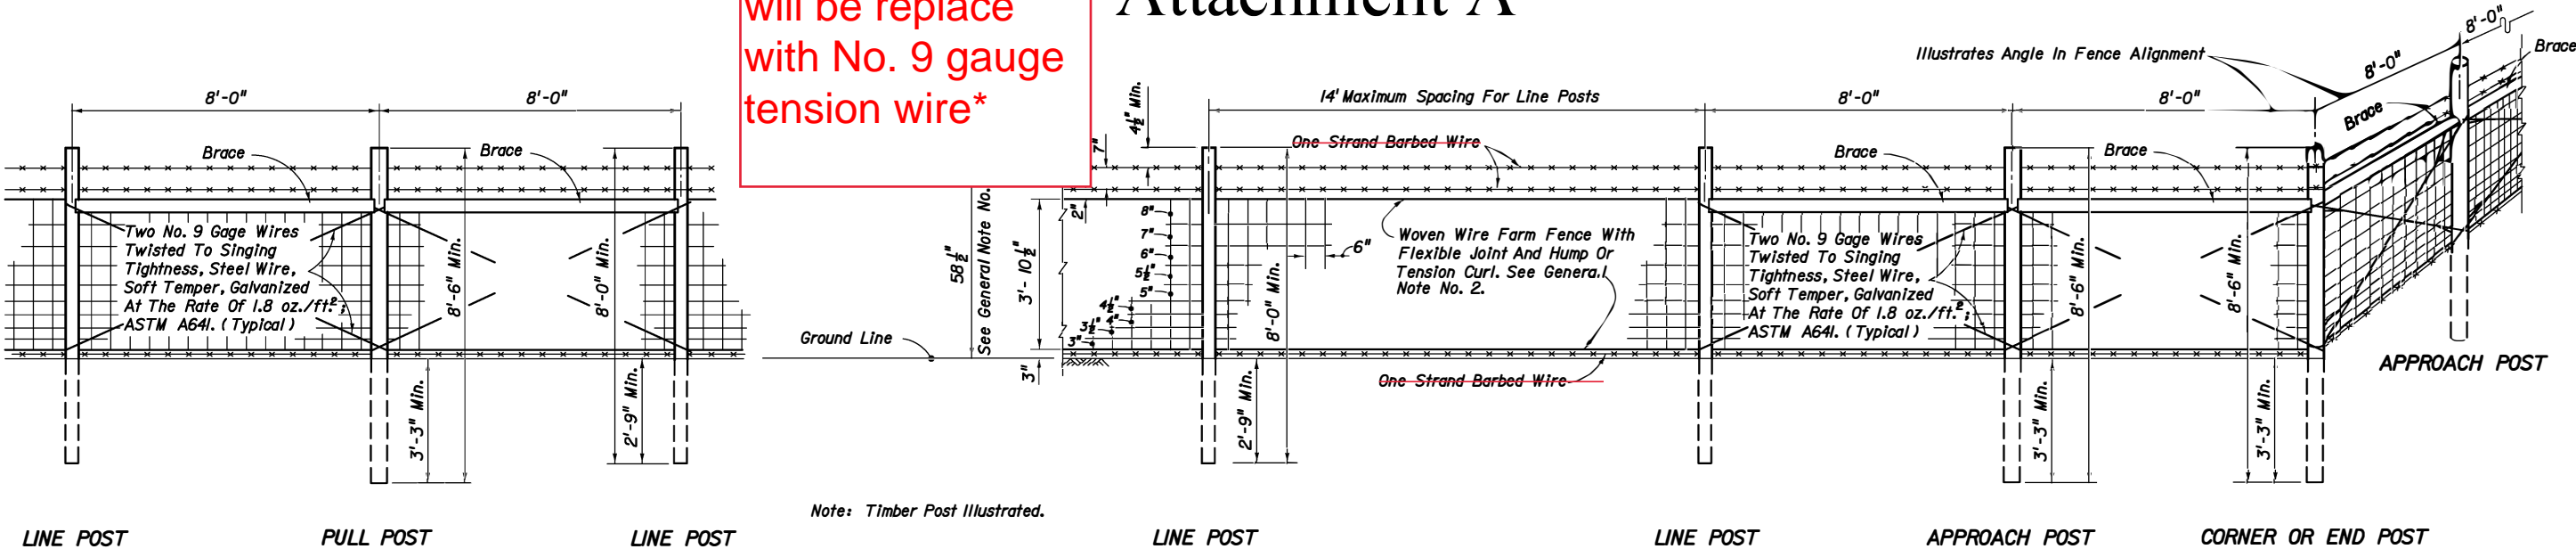 will be replace
with No. 9 gauge
tension wire*
Attachment A
8'-0"
8'-0"
Brace
Brace
Two No. 9 Gage Wires
Twisted To Singing
Tightness, Steel Wire,
Soft Temper, Galvanized
At The Rate Of 1.8 oz./ft.²;
ASTM A641. (Typical)
8'-6" Min.
8'-0" Min.
3'-3" Min.
2'-9" Min.
LINE POST
PULL POST
LINE POST
Ground Line
58½"
See General Note No.
Note: Timber Post Illustrated.
4½" Min.
7"
2"
3'-10½"
3"
8"
7"
6"
5½"
5"
4½"
4"
3½"
3"
6"
14' Maximum Spacing For Line Posts
One Strand Barbed Wire
Woven Wire Farm Fence With
Flexible Joint And Hump Or
Tension Curl. See General
Note No. 2.
One Strand Barbed Wire
8'-0" Min.
2'-9" Min.
LINE POST
LINE POST
8'-0"
8'-0"
Brace
Brace
Two No. 9 Gage Wires
Twisted To Singing
Tightness, Steel Wire,
Soft Temper, Galvanized
At The Rate Of 1.8 oz./ft.²;
ASTM A641. (Typical)
8'-6" Min.
3'-3" Min.
8'-6" Min.
3'-3" Min.
APPROACH POST
CORNER OR END POST
Illustrates Angle In Fence Alignment
8'-0"
8'-0"
Brace
Brace
APPROACH POST